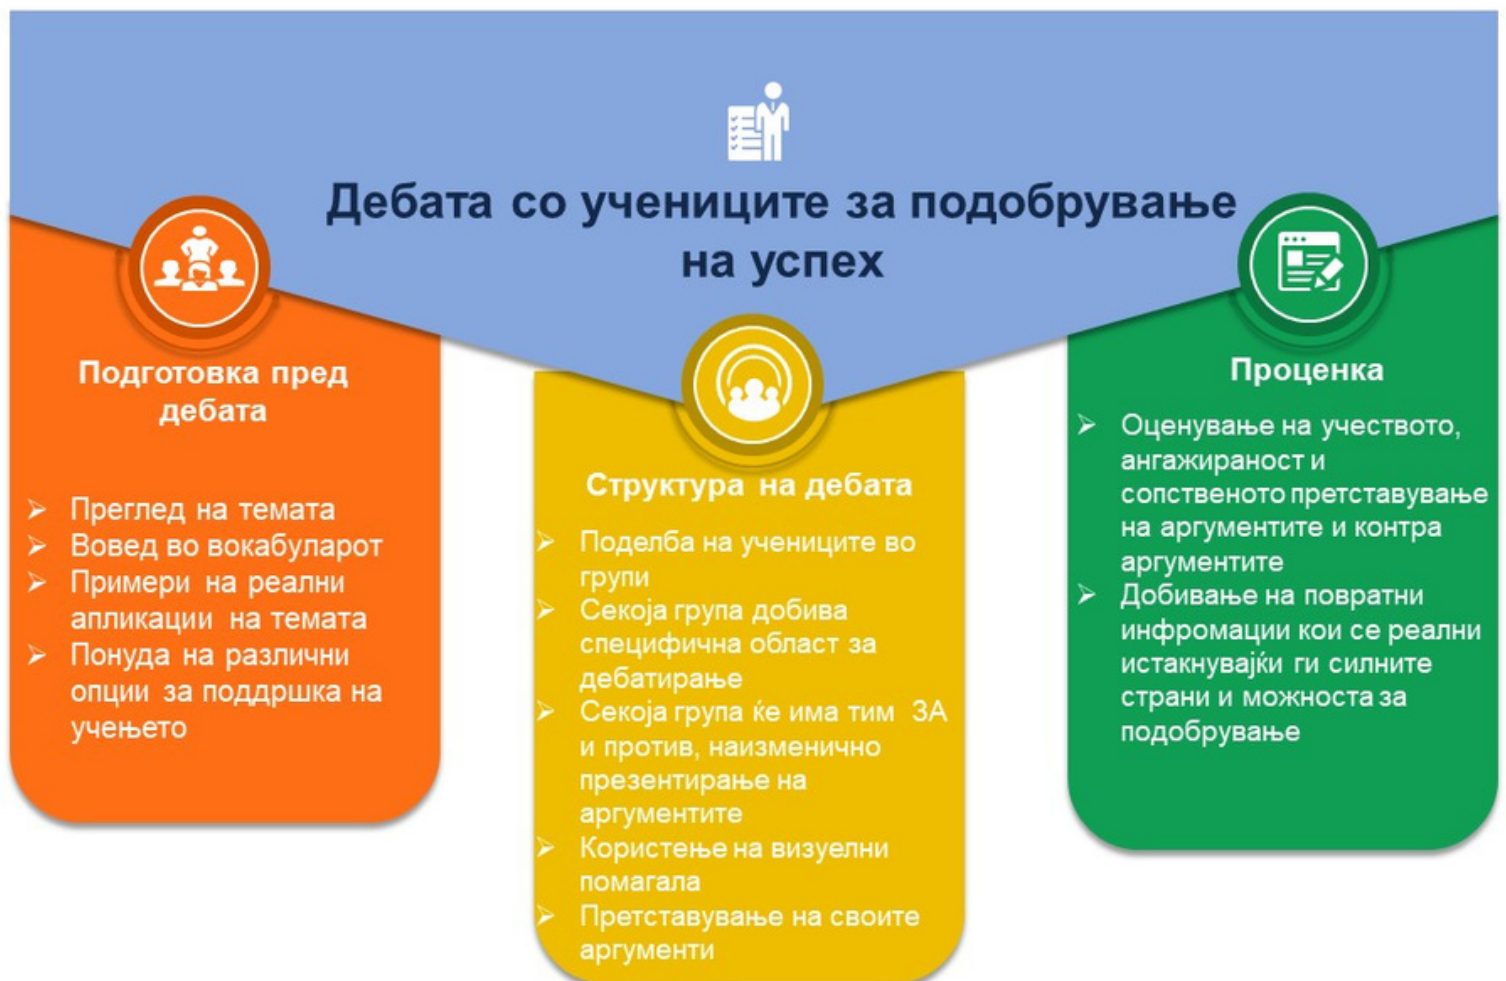 Дебата со учениците за подобрување
на успех
Подготовка пред
дебата
➢ Преглед на темата
➢ Вовед во вокабуларот
➢ Примери на реални
апликации на темата
➢ Понуда на различни
опции за поддршка на
учењето
Структура на дебата
➢ Поделба на учениците во
групи
➢ Секоја група добива
специфична област за
дебатирање
➢ Секоја група ќе има тим ЗА
и против, наизменично
презентирање на
аргументите
➢ Користење на визуелни
помагала
➢ Претставување на своите
аргументи
Проценка
➢ Оценување на учеството,
ангажираност и
сопственото претставување
на аргументите и контра
аргументите
➢ Добивање на повратни
инфромации кои се реални
истакнувајќи ги силните
страни и можноста за
подобрување